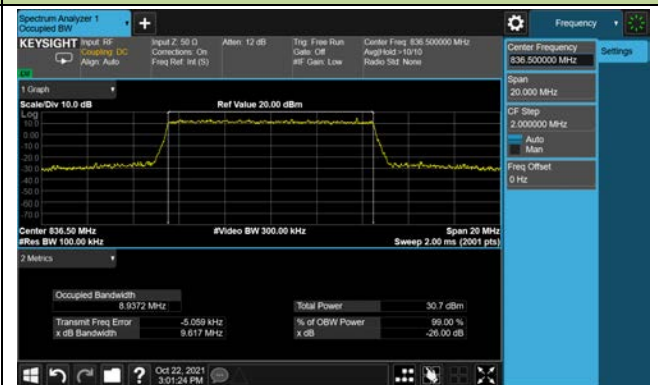 Spectrum Analyzer 1
Occupied BW
Frequency
KEYSIGHT Input: RF Input Z: 50 Ω Atten: 12 dB Trig: Free Run Center Freq: 836.500000 MHz
Coupling: DC Corrections: On Gate: Off Avg|Hold:>10/10
Align: Auto Freq Ref: Int (S) #IF Gain: Low Radio Std: None
Center Frequency
836.500000 MHz
Settings
Span
20.000 MHz
CF Step
2.000000 MHz
Auto
Man
Freq Offset
0 Hz
1 Graph
Scale/Div 10.0 dB Ref Value 20.00 dBm
Log
10.0
0.00
-10.0
-20.0
-30.0
-40.0
-50.0
-60.0
-70.0
Center 836.50 MHz #Video BW 300.00 kHz Span 20 MHz
#Res BW 100.00 kHz Sweep 2.00 ms (2001 pts)
2 Metrics
Occupied Bandwidth
8.9372 MHz Total Power 30.7 dBm
Transmit Freq Error -5.059 kHz % of OBW Power 99.00 %
x dB Bandwidth 9.617 MHz x dB -26.00 dB
? Oct 22, 2021
3:01:24 PM